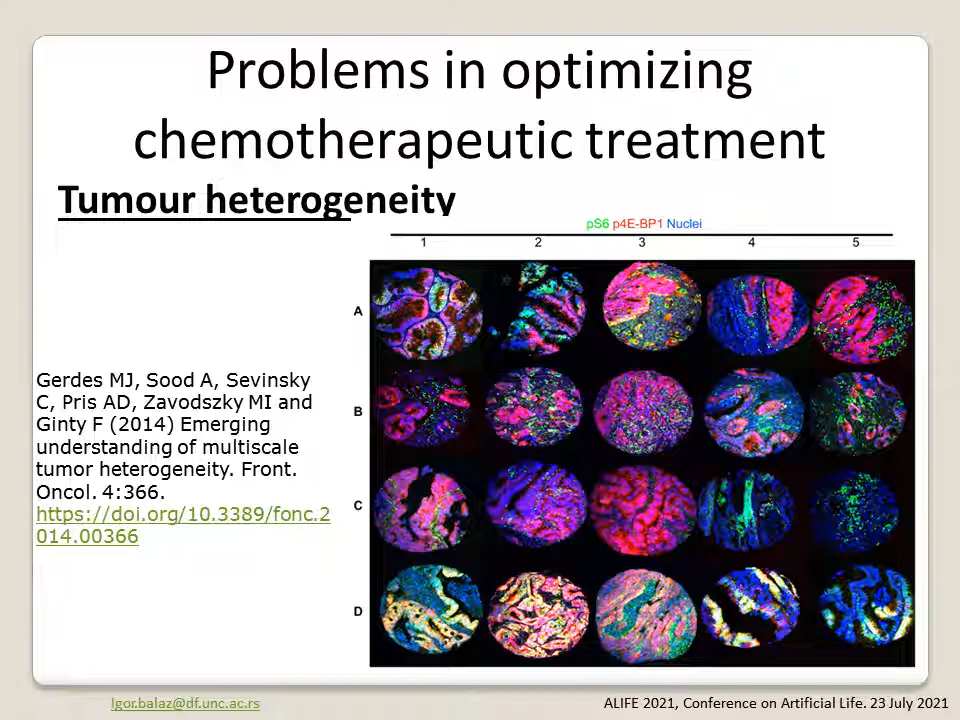 Problems in optimizing
chemotherapeutic treatment
Tumour heterogeneity
pS6 p4E-BP1 Nuclei
1 2 3 4 5
A
B
C
D
Gerdes MJ, Sood A, Sevinsky
C, Pris AD, Zavodszky MI and
Ginty F (2014) Emerging
understanding of multiscale
tumor heterogeneity. Front.
Oncol. 4:366.
https://doi.org/10.3389/fonc.2
014.00366
Igor.balaz@df.unc.ac.rs
ALIFE 2021, Conference on Artificial Life. 23 July 2021